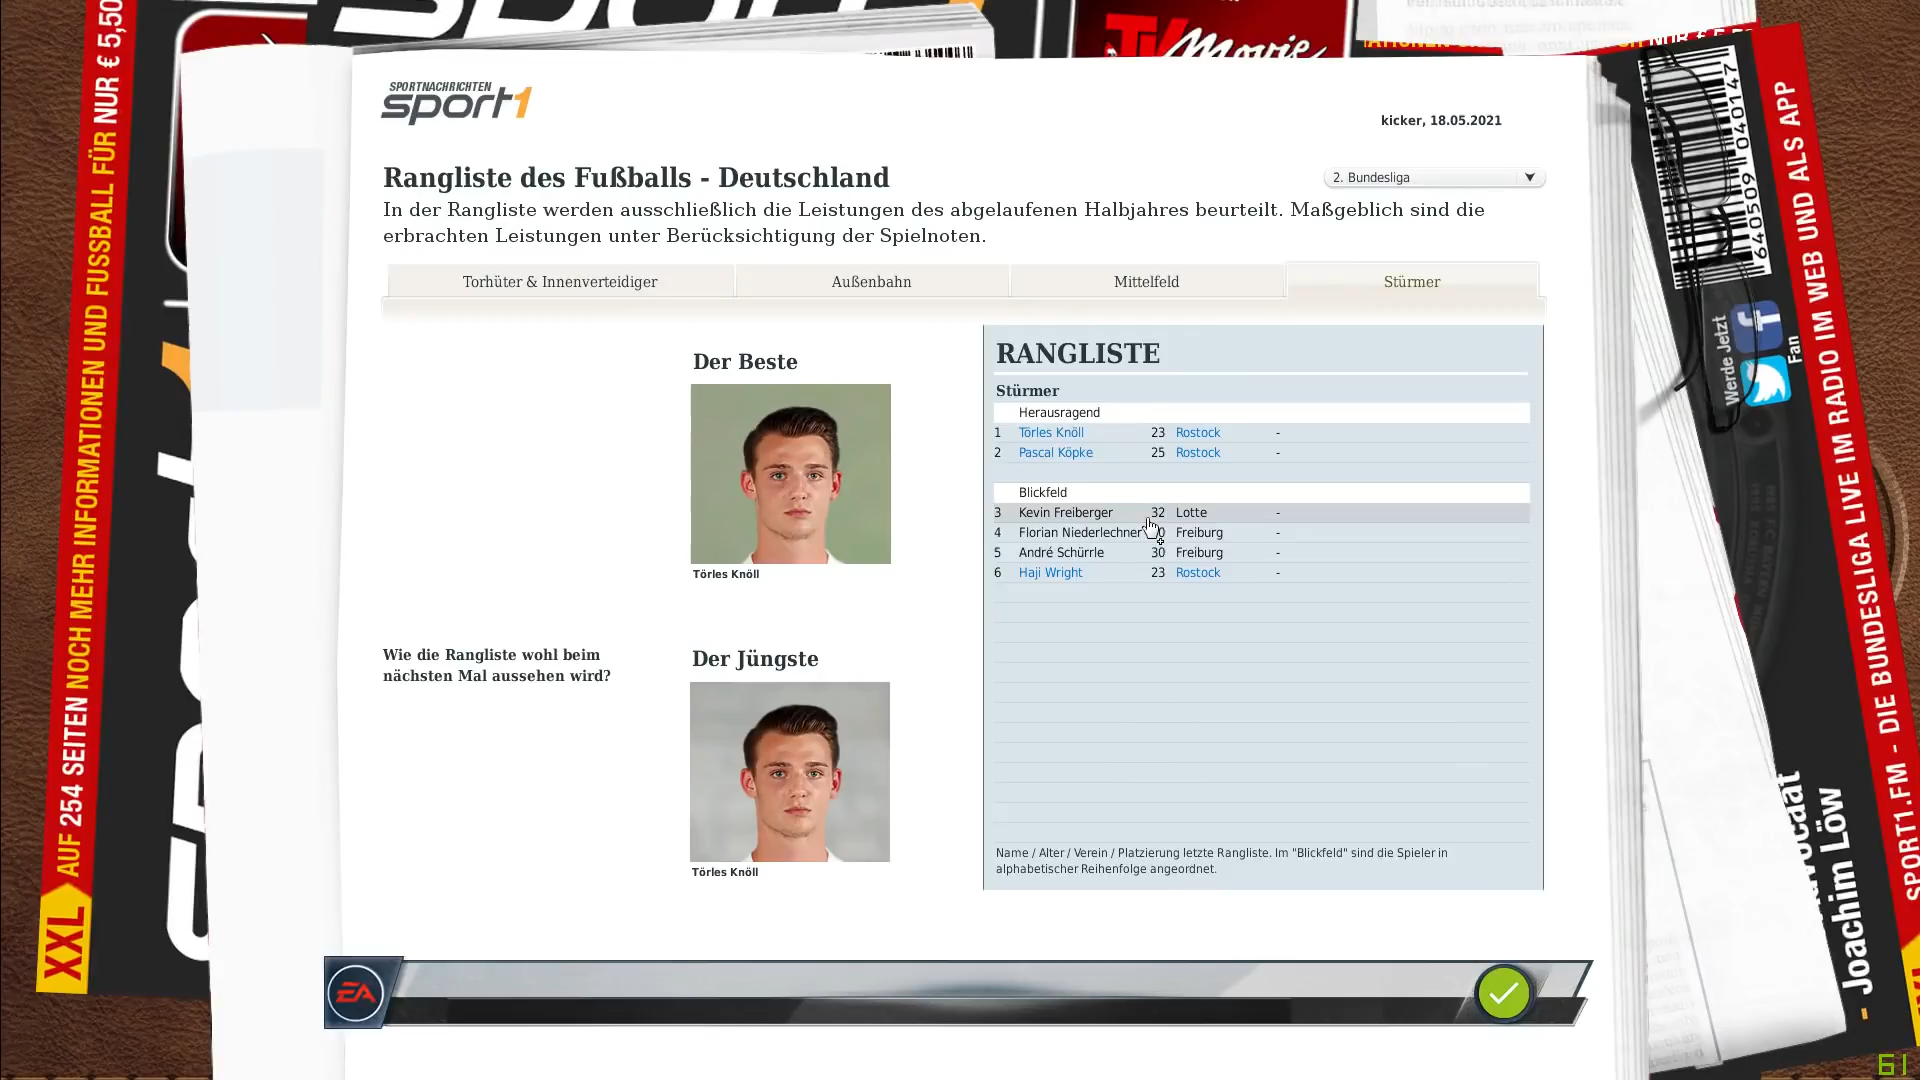 SPORTNACHRICHTEN
sport1
kicker, 18.05.2021
Rangliste des Fußballs - Deutschland
2. Bundesliga
In der Rangliste werden ausschließlich die Leistungen des abgelaufenen Halbjahres beurteilt. Maßgeblich sind die
erbrachten Leistungen unter Berücksichtigung der Spielnoten.
Torhüter & Innenverteidiger
Außenbahn
Mittelfeld
Stürmer
Der Beste
Törles Knöll
Wie die Rangliste wohl beim
nächsten Mal aussehen wird?
Der Jüngste
Törles Knöll
RANGLISTE
Stürmer
Herausragend
1 Törles Knöll 23 Rostock -
2 Pascal Köpke 25 Rostock -
Blickfeld
3 Kevin Freiberger 32 Lotte -
4 Florian Niederlechner 0 Freiburg -
5 André Schürrle 30 Freiburg -
6 Haji Wright 23 Rostock -
Name / Alter / Verein / Platzierung letzte Rangliste. Im "Blickfeld" sind die Spieler in
alphabetischer Reihenfolge angeordnet.
EA
XXL AUF 254 SEITEN NOCH MEHR INFORMATIONEN UND FUSSBALL FÜR NUR € 5,50
TV Movie
640509 040147
Werde Jetzt
Fan
SPORT1.FM - DIE BUNDESLIGA LIVE IM RADIO IM WEB UND ALS APP
- Joachim Löw
61